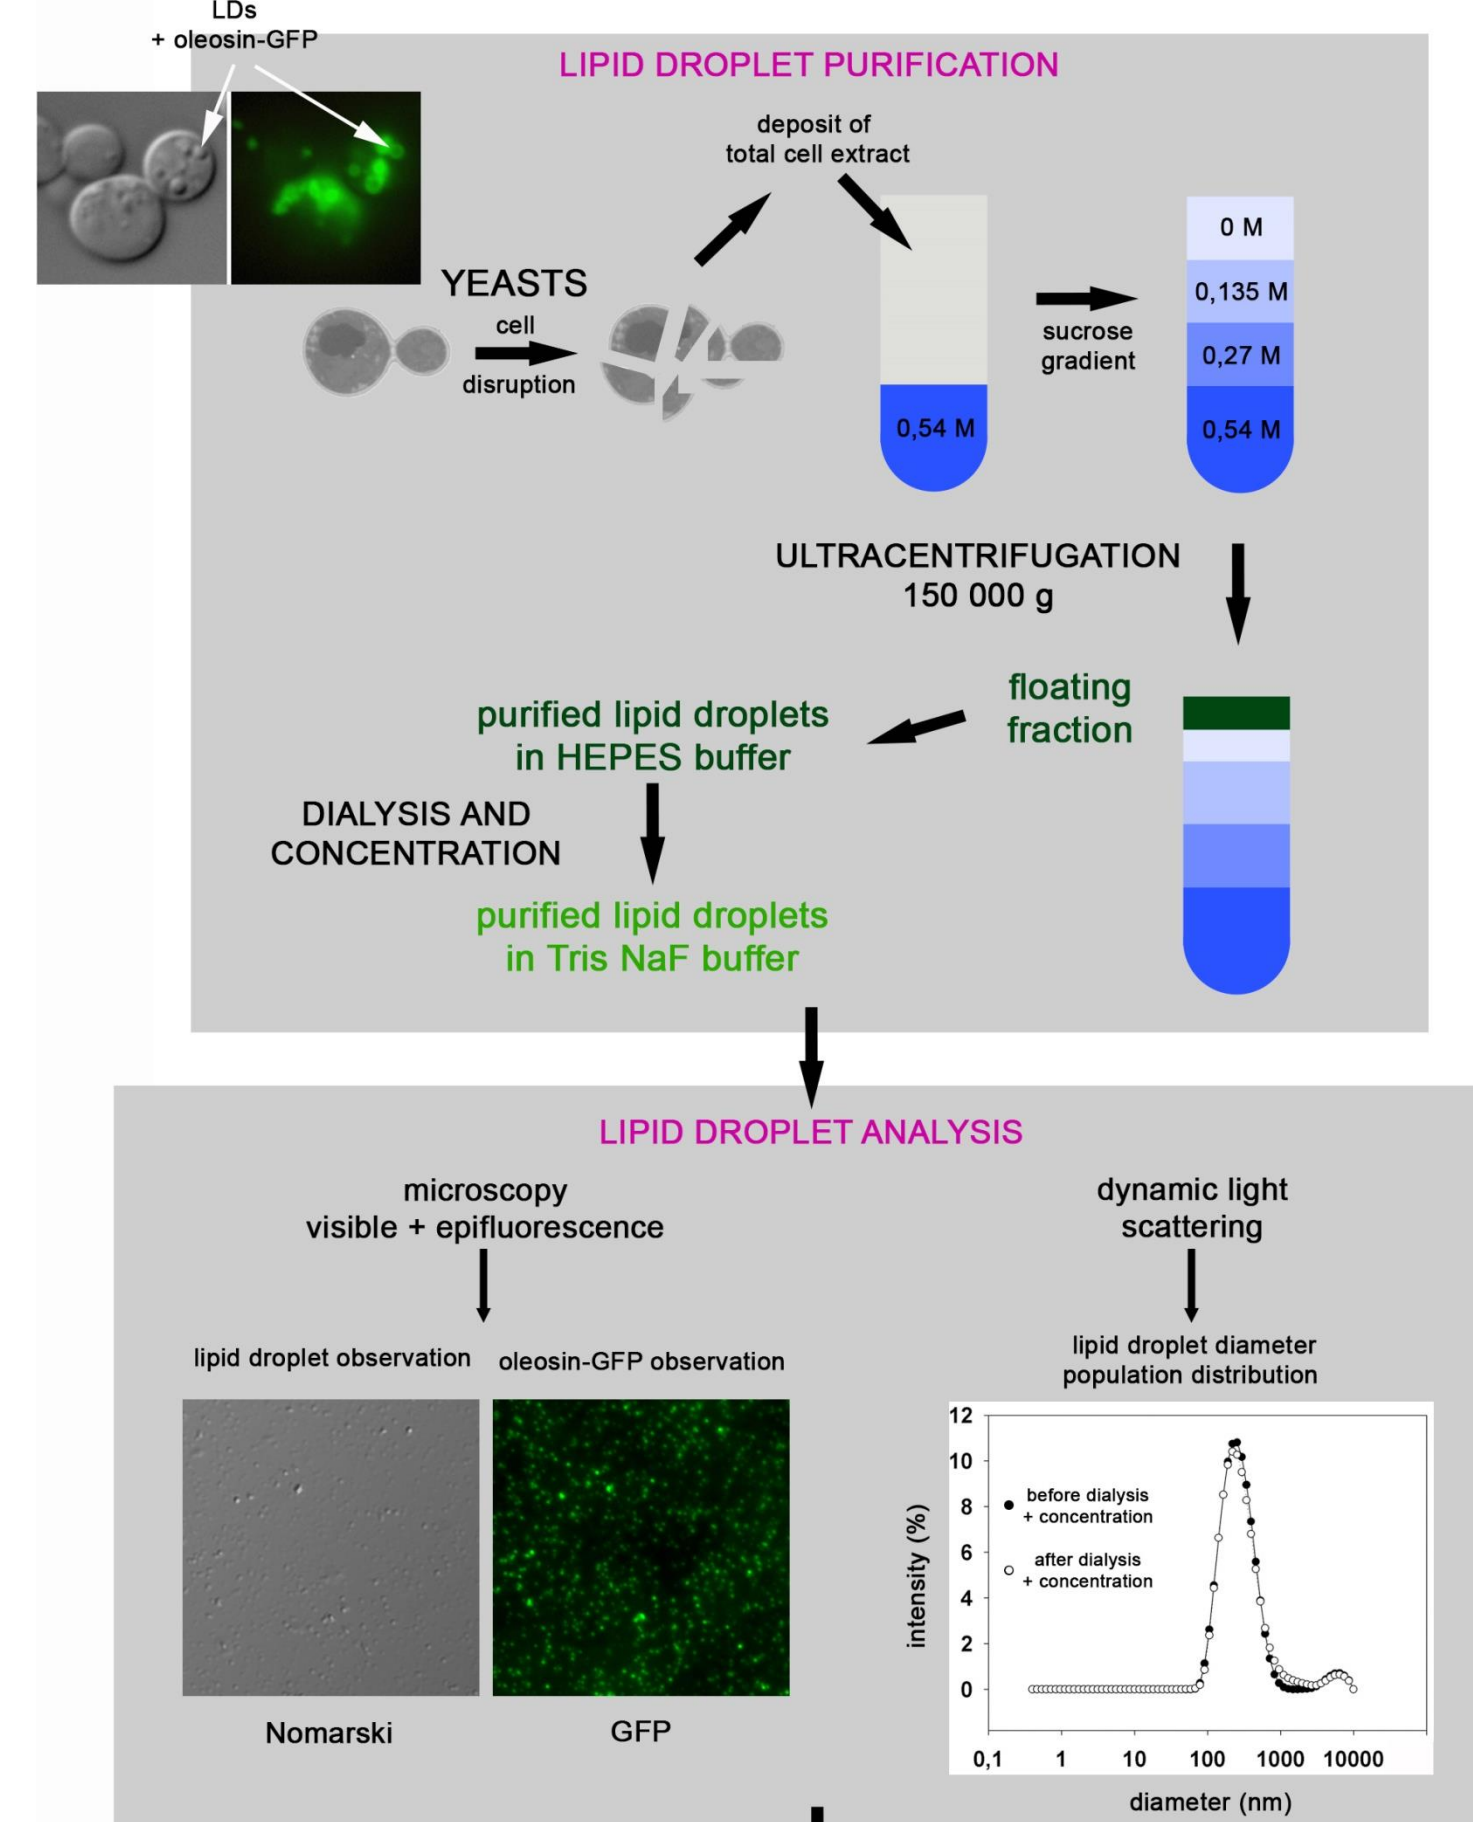 LDs
+ oleosin-GFP
LIPID DROPLET PURIFICATION
deposit of
total cell extract
YEASTS
cell
disruption
0,54 M
sucrose
gradient
0 M
0,135 M
0,27 M
0,54 M
ULTRACENTRIFUGATION
150 000 g
floating
fraction
purified lipid droplets
in HEPES buffer
DIALYSIS AND
CONCENTRATION
purified lipid droplets
in Tris NaF buffer
LIPID DROPLET ANALYSIS
microscopy
visible + epifluorescence
lipid droplet observation
oleosin-GFP observation
Nomarski
GFP
dynamic light
scattering
lipid droplet diameter
population distribution
12
10
8
6
4
2
0
intensity (%)
before dialysis
+ concentration
after dialysis
+ concentration
0,1 1 10 100 1000 10000
diameter (nm)